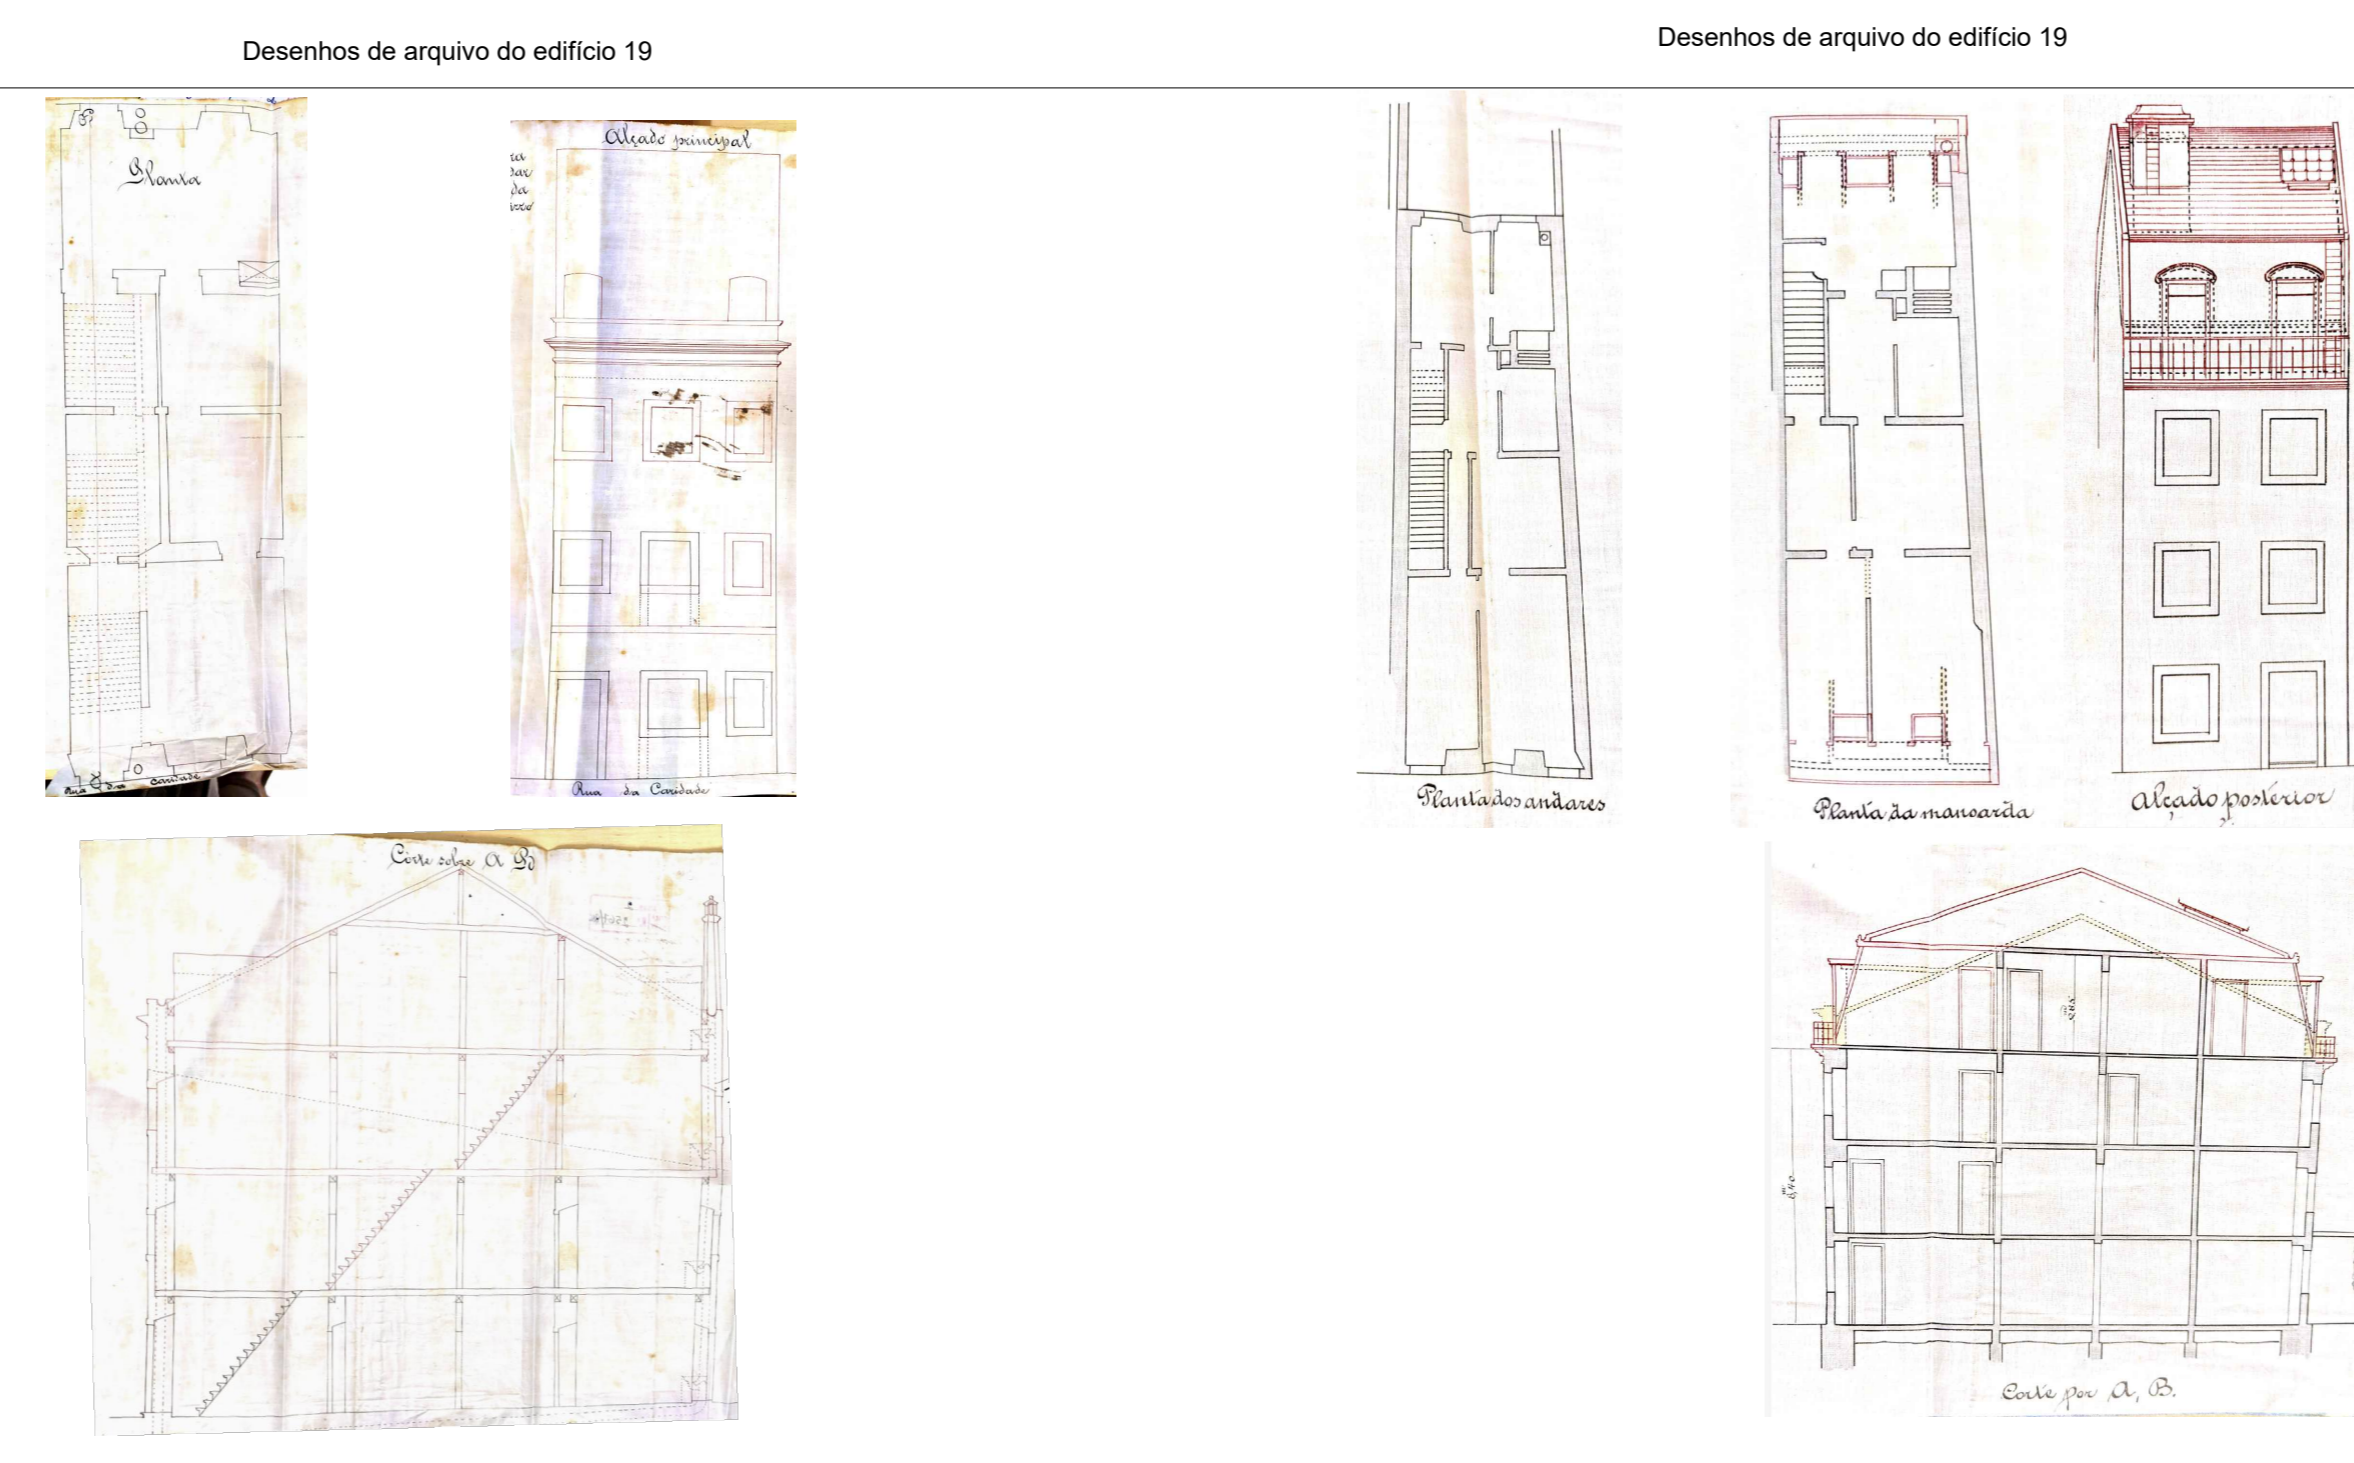 Desenhos de arquivo do edifício 19
Desenhos de arquivo do edifício 19
Planta
Rua da Caridade
Alçado principal
Rua da Caridade
Côrte sobre A B
Planta dos andares
Planta da mansarda
Alçado posterior
Corte por A, B.